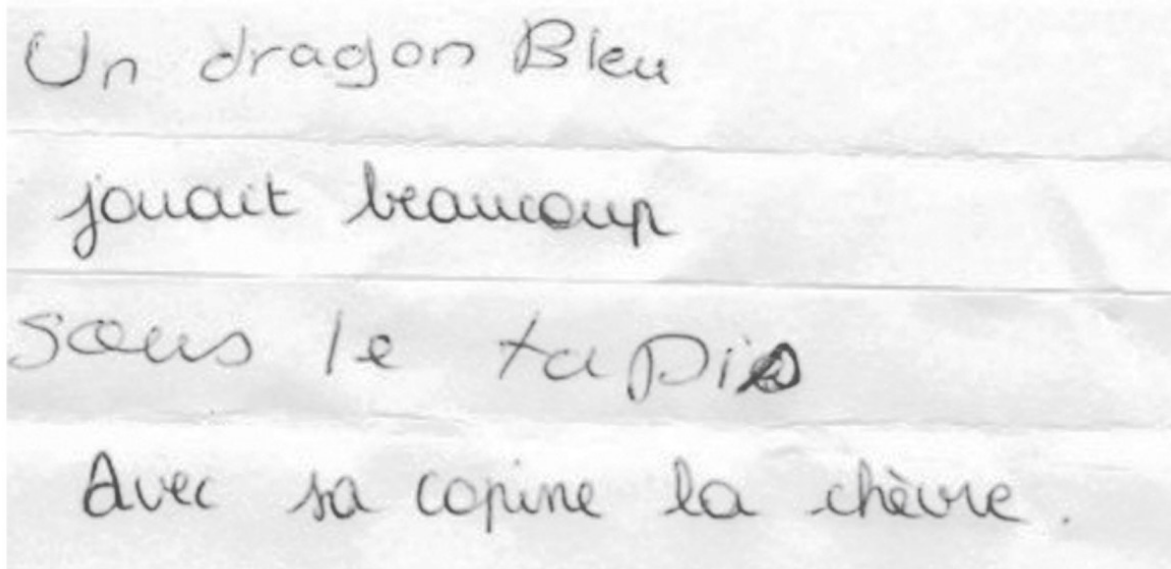 Un dragon Bleu
jouait beaucoup
sous le tapis
Avec sa copine la chèvre.